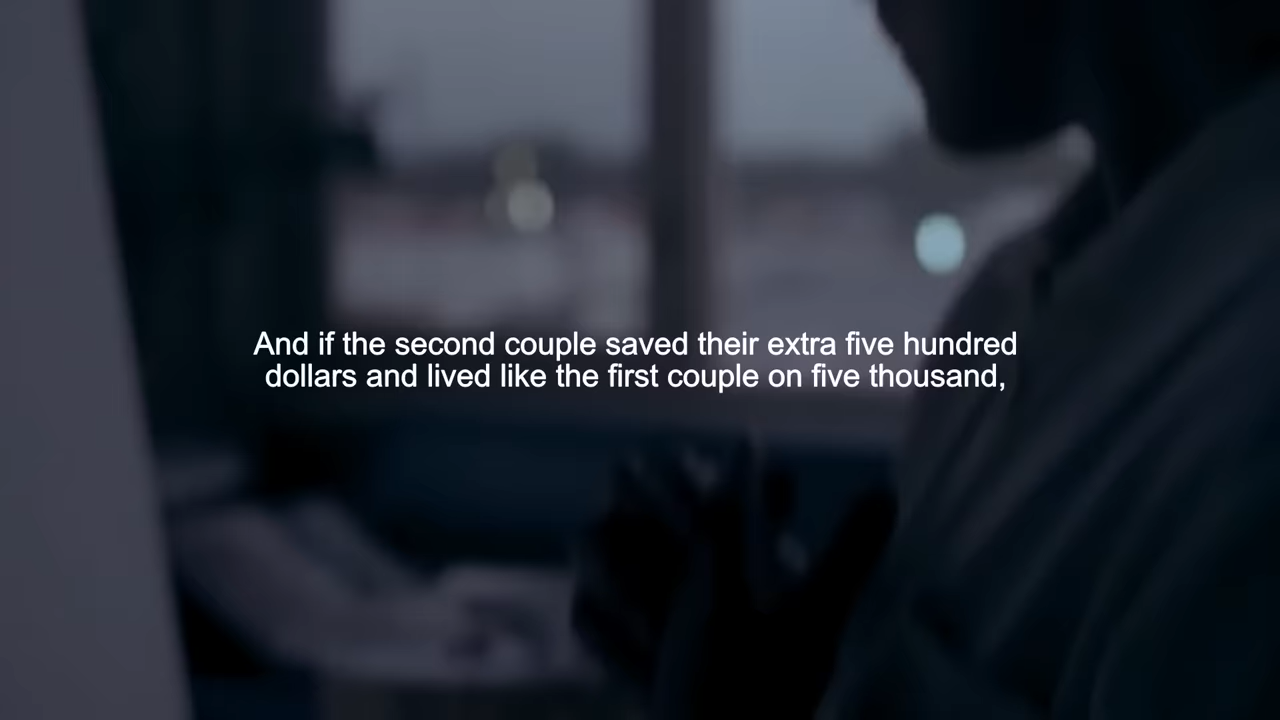 And if the second couple saved their extra five hundred
dollars and lived like the first couple on five thousand,